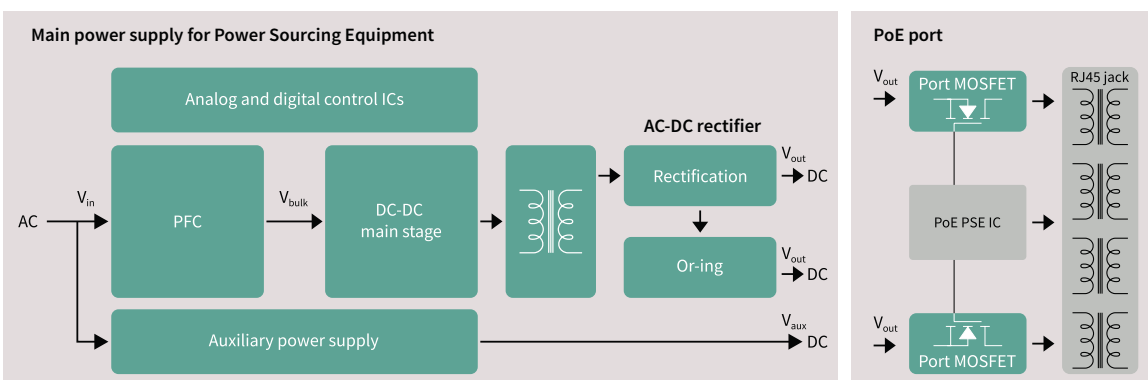 Main power supply for Power Sourcing Equipment
Analog and digital control ICs
AC-DC rectifier
AC
Vin
PFC
Vbulk
DC-DC
main stage
Rectification
Vout
DC
Or-ing
Vout
DC
Auxiliary power supply
Vaux
DC
PoE port
Vout
Port MOSFET
RJ45 jack
PoE PSE IC
Vout
Port MOSFET